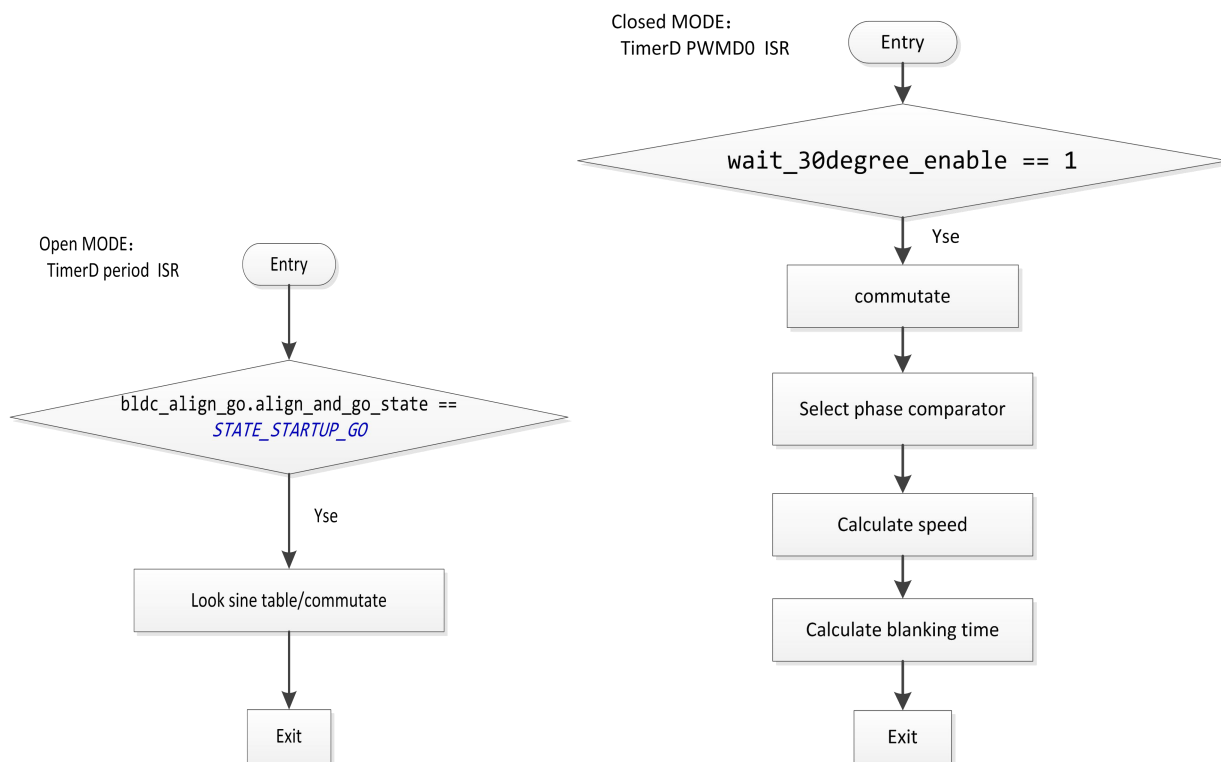 Open MODE：
TimerD period ISR
Entry
bldc_align_go.align_and_go_state ==
STATE_STARTUP_GO
Yse
Look sine table/commutate
Exit
Closed MODE：
TimerD PWMD0 ISR
Entry
wait_30degree_enable == 1
Yse
commutate
Select phase comparator
Calculate speed
Calculate blanking time
Exit